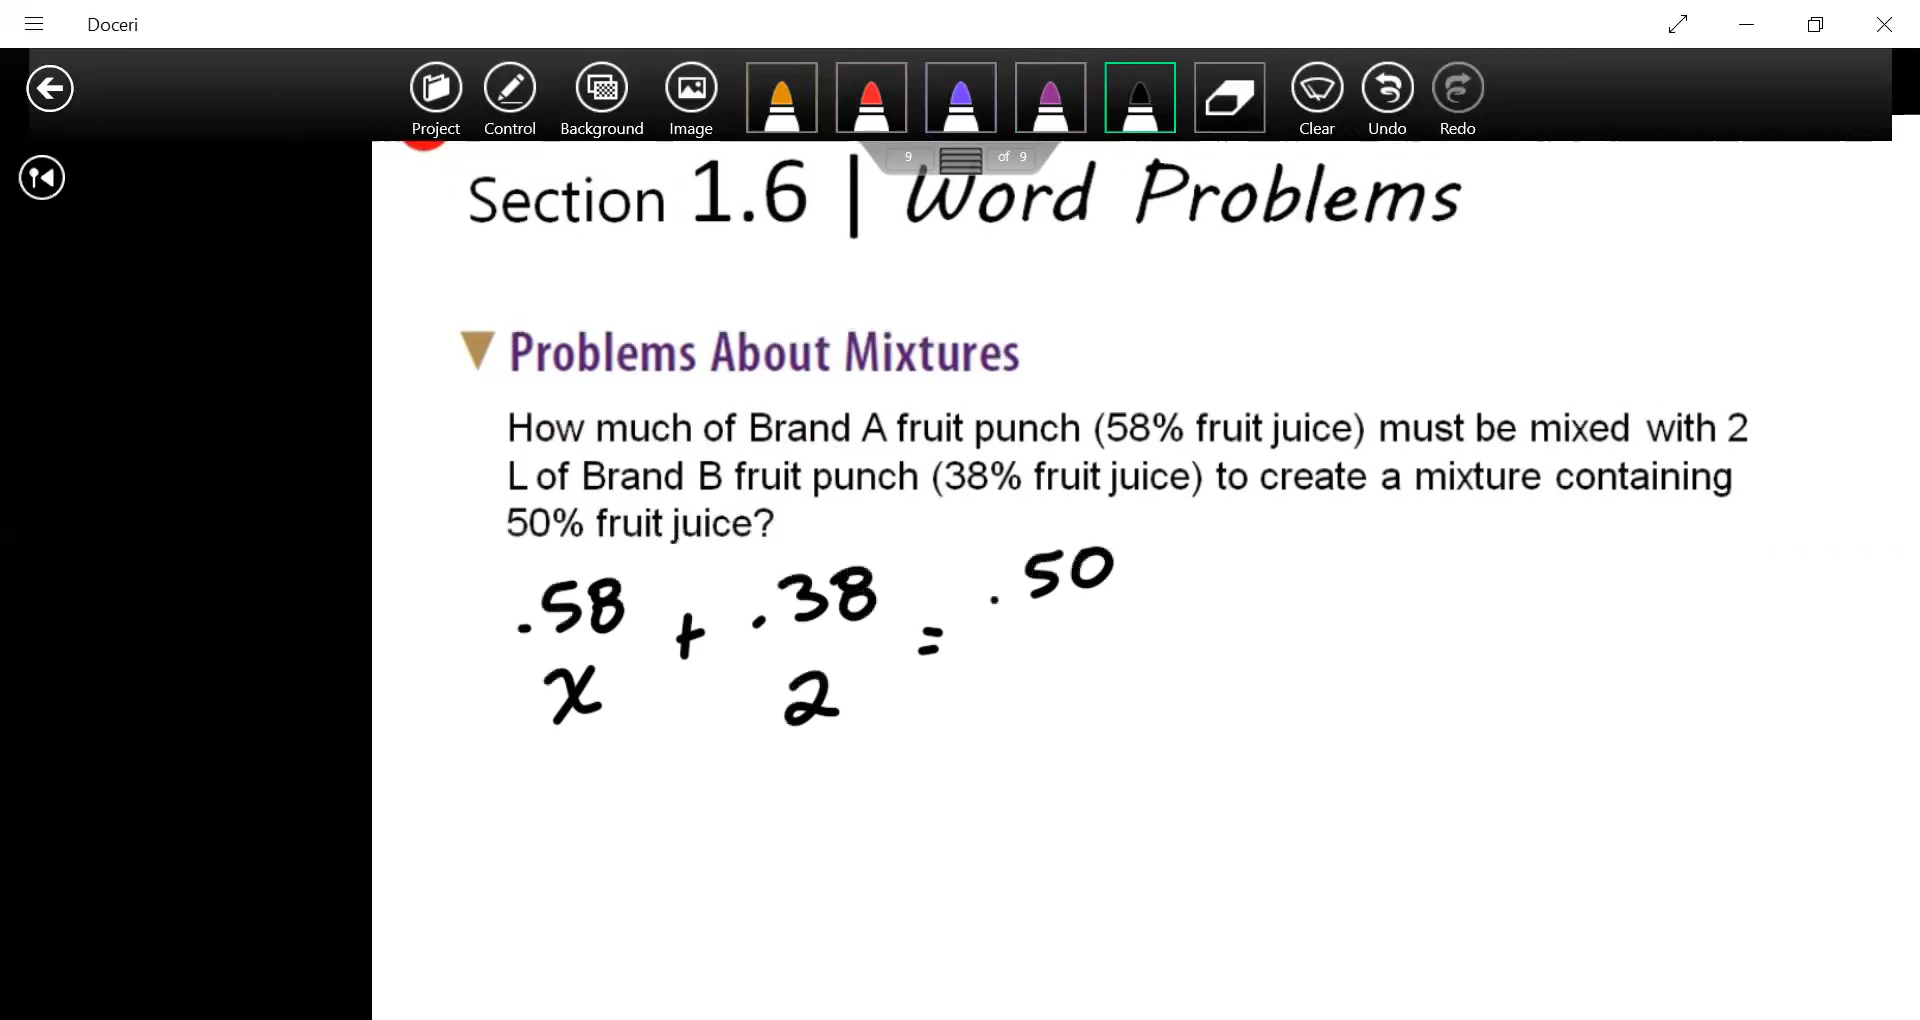 Doceri
Project Control Background Image Clear Undo Redo
9 of 9
Section 1.6 | Word Problems
Problems About Mixtures
How much of Brand A fruit punch (58% fruit juice) must be mixed with 2
L of Brand B fruit punch (38% fruit juice) to create a mixture containing
50% fruit juice?
.58 + .38 = .50
x 2